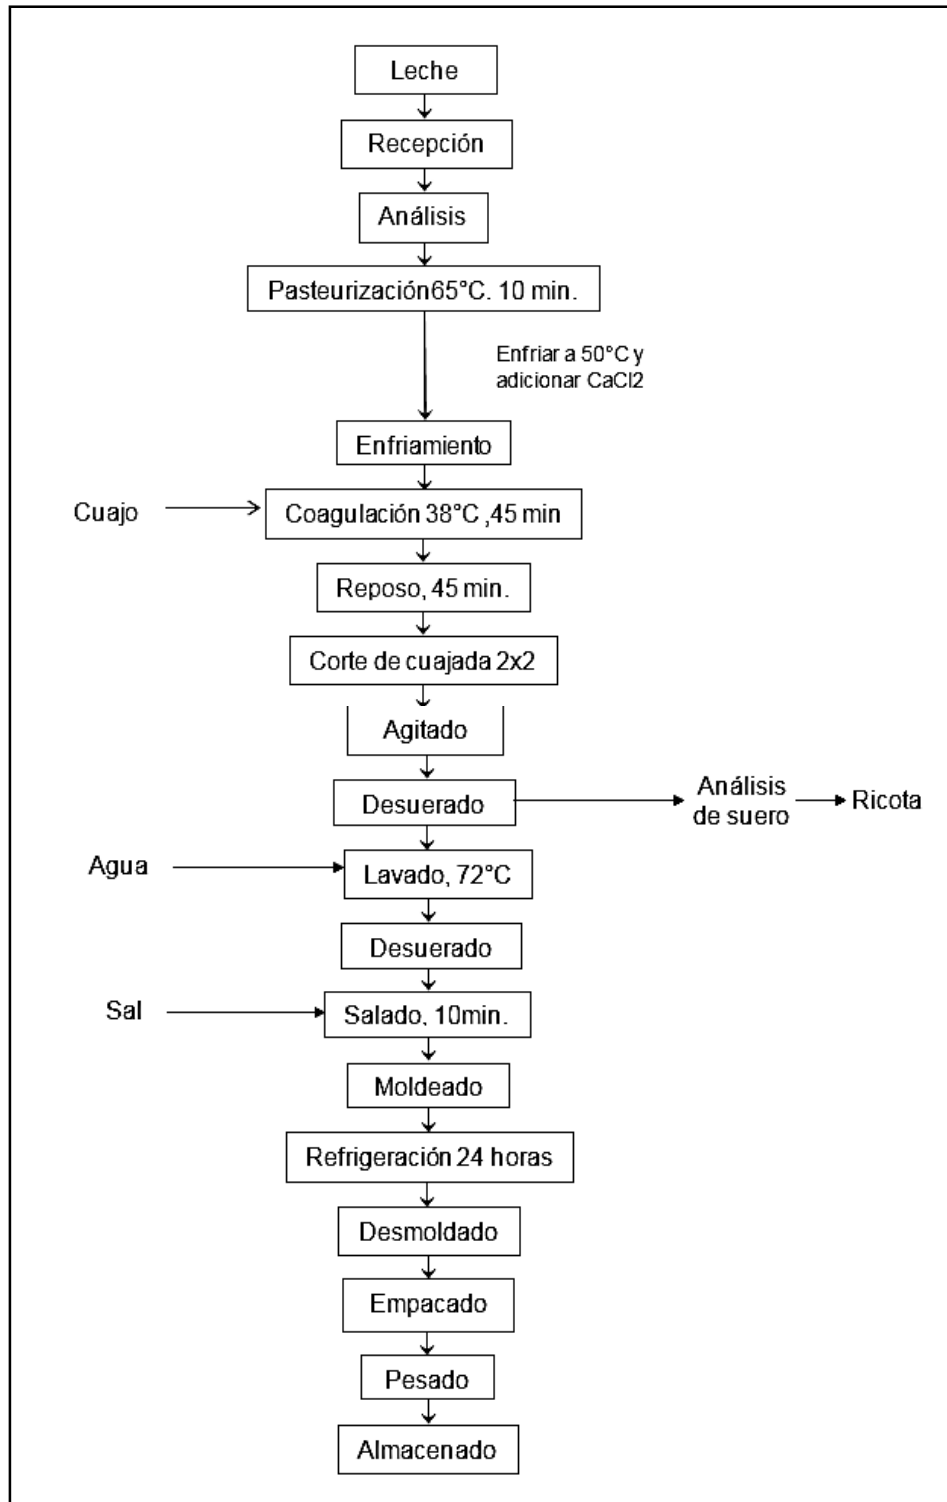 Leche
Recepción
Análisis
Pasteurización65°C. 10 min.
Enfriar a 50°C y
adicionar CaCl2
Enfriamiento
Cuajo
Coagulación 38°C ,45 min
Reposo, 45 min.
Corte de cuajada 2x2
Agitado
Desuerado
Análisis
de suero
Ricota
Agua
Lavado, 72°C
Desuerado
Sal
Salado, 10min.
Moldeado
Refrigeración 24 horas
Desmoldado
Empacado
Pesado
Almacenado